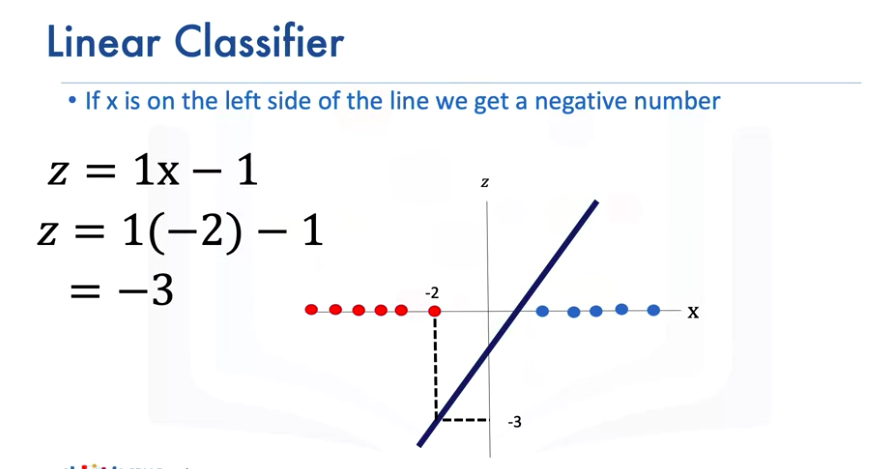 Linear Classifier
• If x is on the left side of the line we get a negative number
z = 1x − 1
z = 1(−2) − 1
= −3
z
-2
x
-3